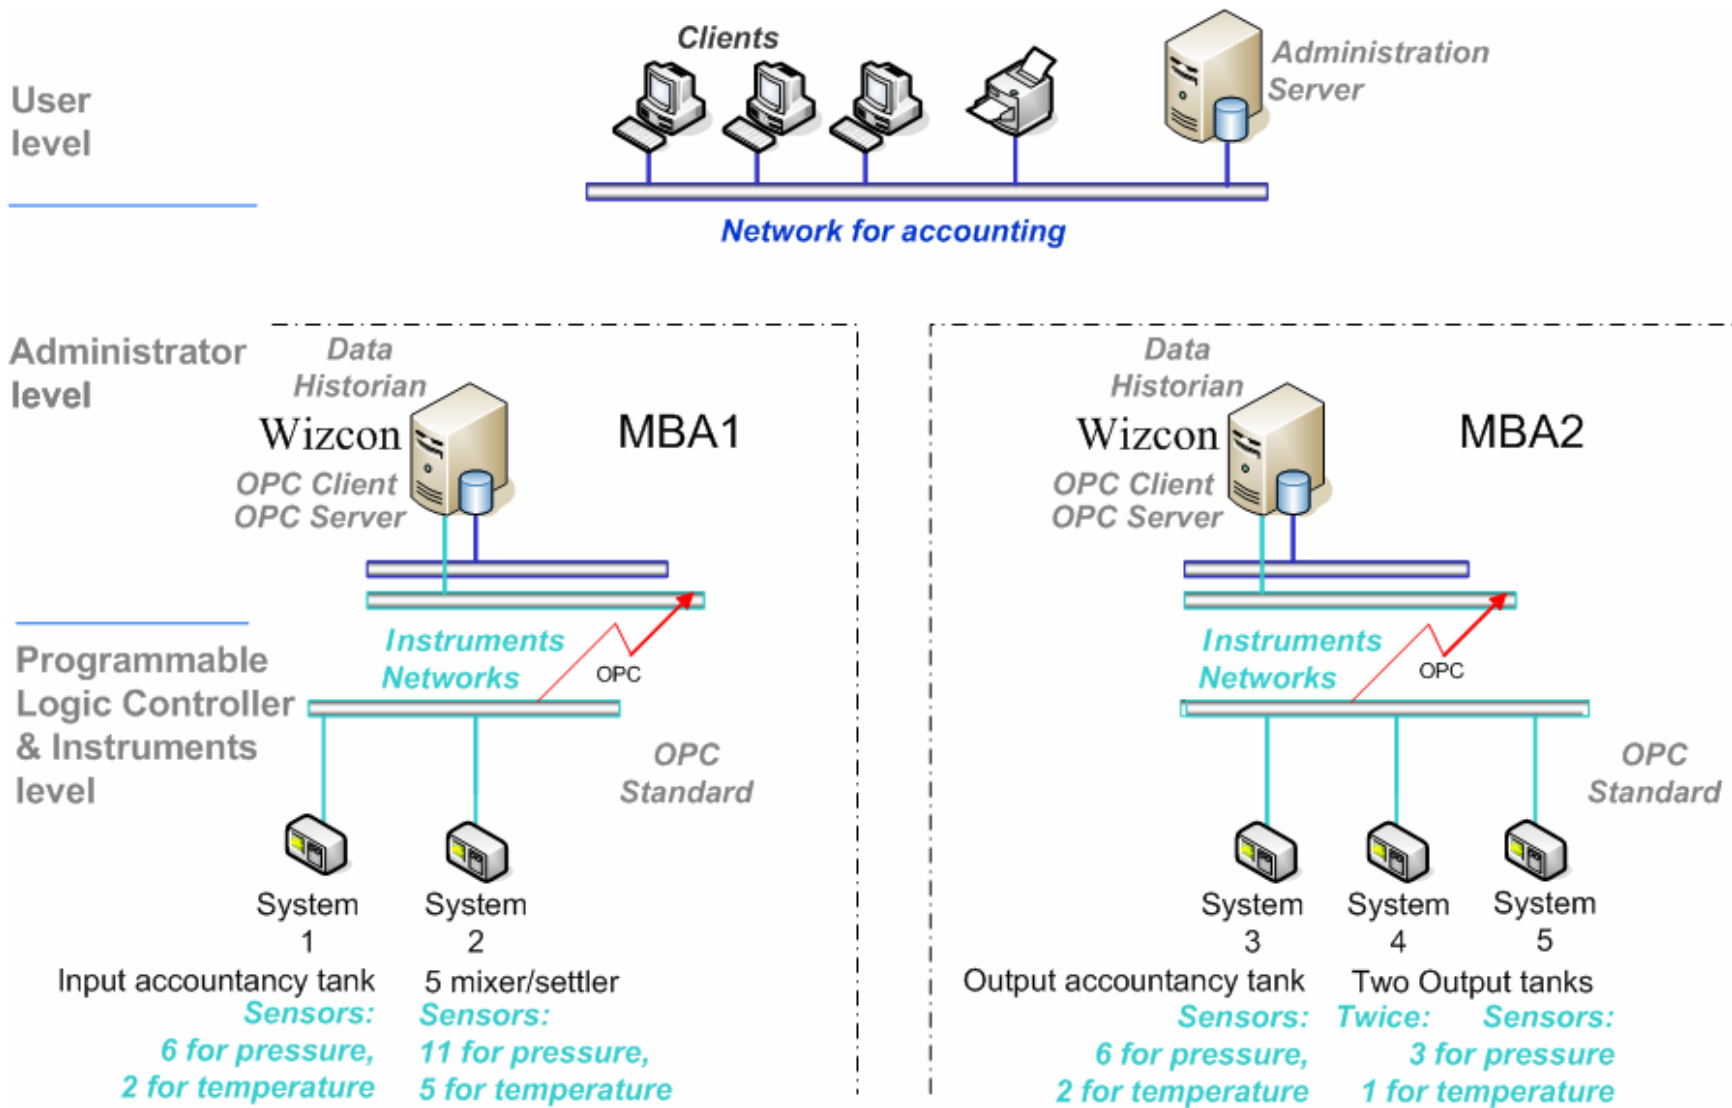 Clients
Administration
Server
User
level
Network for accounting
Administrator
level
Data
Historian
Wizcon
MBA1
OPC Client
OPC Server
Instruments
Networks
OPC
Data
Historian
Wizcon
MBA2
OPC Client
OPC Server
Instruments
Networks
OPC
Programmable
Logic Controller
& Instruments
level
OPC
Standard
OPC
Standard
System
1
Input accountancy tank
Sensors:
6 for pressure,
2 for temperature
System
2
5 mixer/settler
Sensors:
11 for pressure,
5 for temperature
System
3
Output accountancy tank
Sensors:
6 for pressure,
2 for temperature
System
4
System
5
Two Output tanks
Twice: Sensors:
3 for pressure
1 for temperature